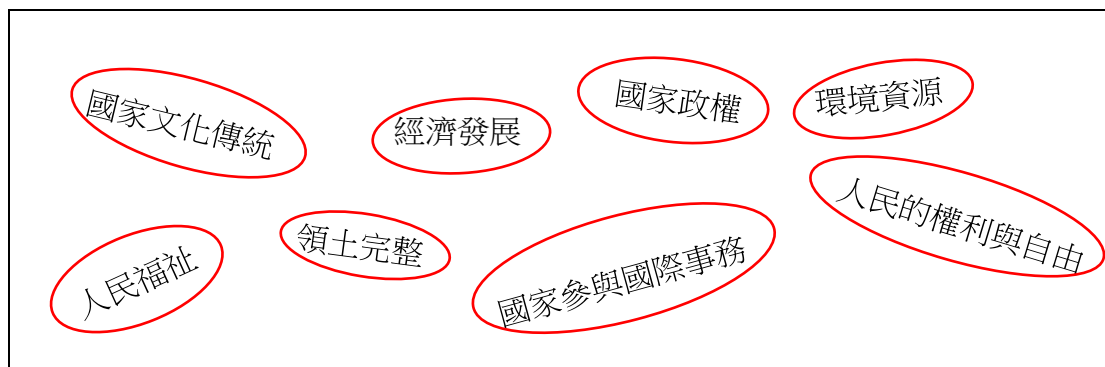 國家文化傳統
經濟發展
國家政權
環境資源
人民福祉
領土完整
國家參與國際事務
人民的權利與自由